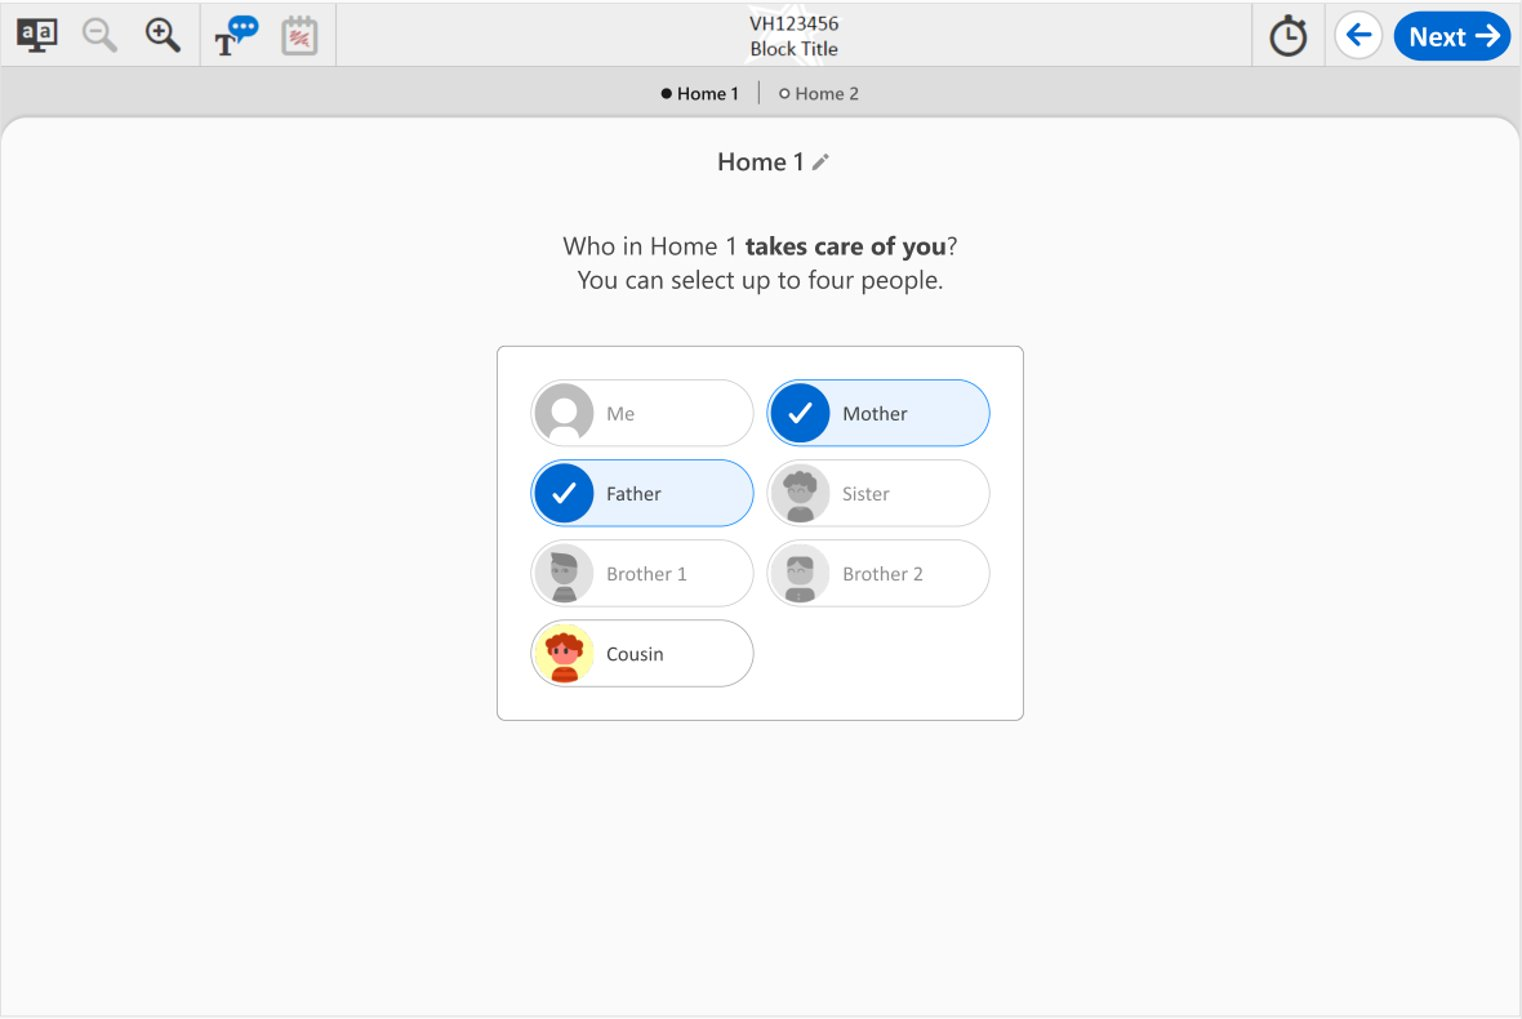 aa
T
VH123456
Block Title
Next
Home 1
Home 2
Home 1
Who in Home 1 takes care of you?
You can select up to four people.
Me
Mother
Father
Sister
Brother 1
Brother 2
Cousin